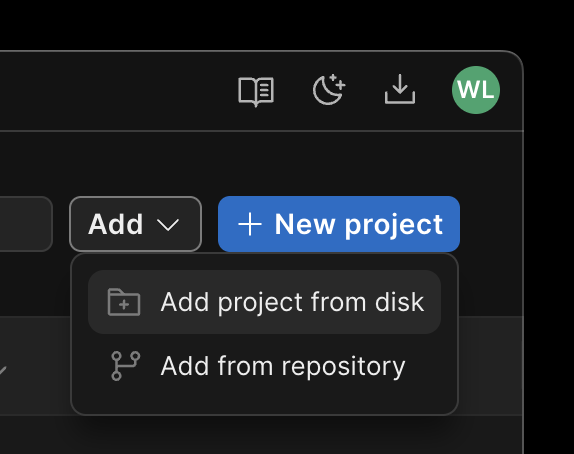 WL
Add
New project
Add project from disk
Add from repository